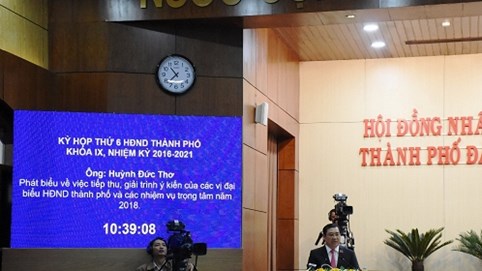 KỲ HỌP THỨ 6 HĐND THÀNH PHỐ
KHÓA IX, NHIỆM KỲ 2016-2021
Ông: Huỳnh Đức Thơ
Phát biểu về việc tiếp thu, giải trình ý kiến của các vị đại
biểu HĐND thành phố và các nhiệm vụ trọng tâm năm
2018.
10:39:08
HỘI ĐỒNG NHÂ
THÀNH PHỐ ĐÀ